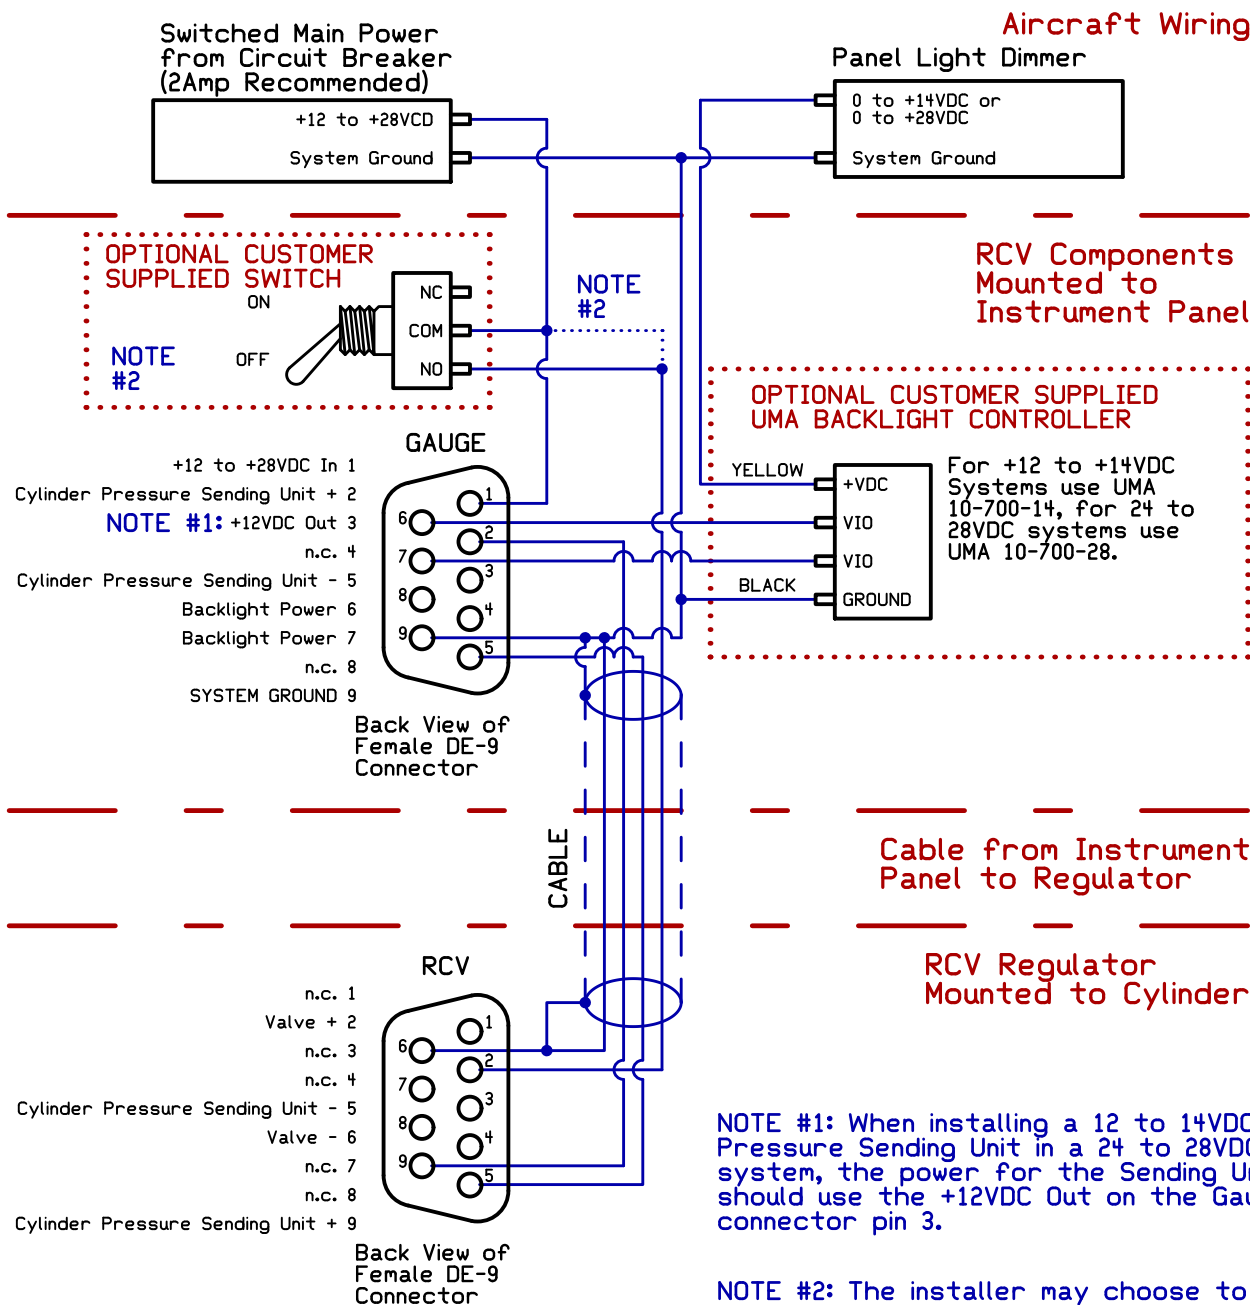 Aircraft Wiring
Switched Main Power
from Circuit Breaker
(2Amp Recommended)
+12 to +28VCD
System Ground
Panel Light Dimmer
0 to +14VDC or
0 to +28VDC
System Ground
OPTIONAL CUSTOMER
SUPPLIED SWITCH
ON
OFF
NOTE
#2
NC
COM
NO
NOTE
#2
RCV Components
Mounted to
Instrument Panel
OPTIONAL CUSTOMER SUPPLIED
UMA BACKLIGHT CONTROLLER
YELLOW
BLACK
+VDC
VIO
VIO
GROUND
For +12 to +14VDC
Systems use UMA
10-700-14, for 24 to
28VDC systems use
UMA 10-700-28.
GAUGE
+12 to +28VDC In 1
Cylinder Pressure Sending Unit + 2
NOTE #1: +12VDC Out 3
n.c. 4
Cylinder Pressure Sending Unit - 5
Backlight Power 6
Backlight Power 7
n.c. 8
SYSTEM GROUND 9
1
6
2
7
3
8
4
9
5
Back View of
Female DE-9
Connector
CABLE
Cable from Instrument
Panel to Regulator
RCV Regulator
Mounted to Cylinder
RCV
n.c. 1
Valve + 2
n.c. 3
n.c. 4
Cylinder Pressure Sending Unit - 5
Valve - 6
n.c. 7
n.c. 8
Cylinder Pressure Sending Unit + 9
1
6
2
7
3
8
4
9
5
Back View of
Female DE-9
Connector
NOTE #1: When installing a 12 to 14VDC
Pressure Sending Unit in a 24 to 28VDC
system, the power for the Sending
should use the +12VDC Out on the
connector pin 3.
NOTE #2: The installer may choose to